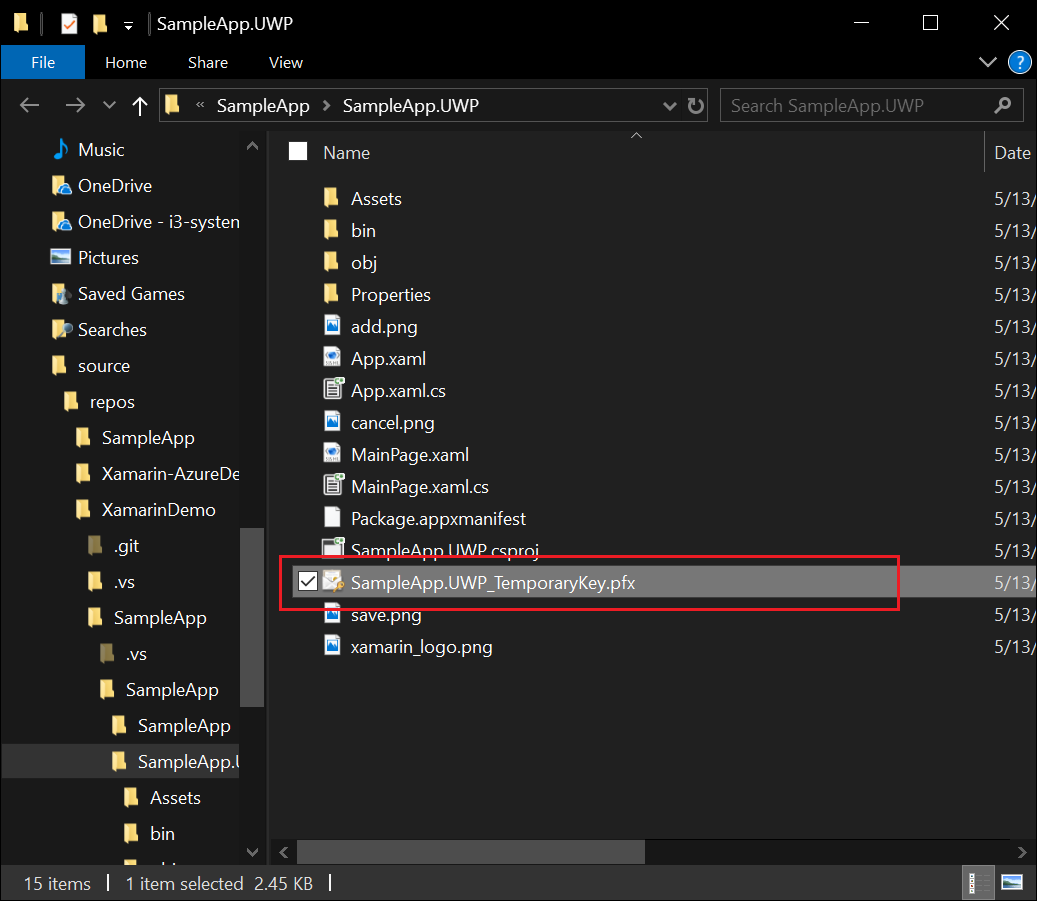 SampleApp.UWP
File Home Share View
?
« SampleApp > SampleApp.UWP
Search SampleApp.UWP
Music
OneDrive
OneDrive - i3-system
Pictures
Saved Games
Searches
source
repos
SampleApp
Xamarin-AzureDe
XamarinDemo
.git
.vs
SampleApp
.vs
SampleApp
SampleApp
SampleApp.U
Assets
bin
Name Date
Assets 5/13/
bin 5/13/
obj 5/13/
Properties 5/13/
add.png 5/13/
App.xaml 5/13/
App.xaml.cs 5/13/
cancel.png 5/13/
MainPage.xaml 5/13/
MainPage.xaml.cs 5/13/
Package.appxmanifest 5/13/
SampleApp.UWP.csproj 5/13/
SampleApp.UWP_TemporaryKey.pfx 5/13/
save.png 5/13/
xamarin_logo.png 5/13/
15 items 1 item selected 2.45 KB